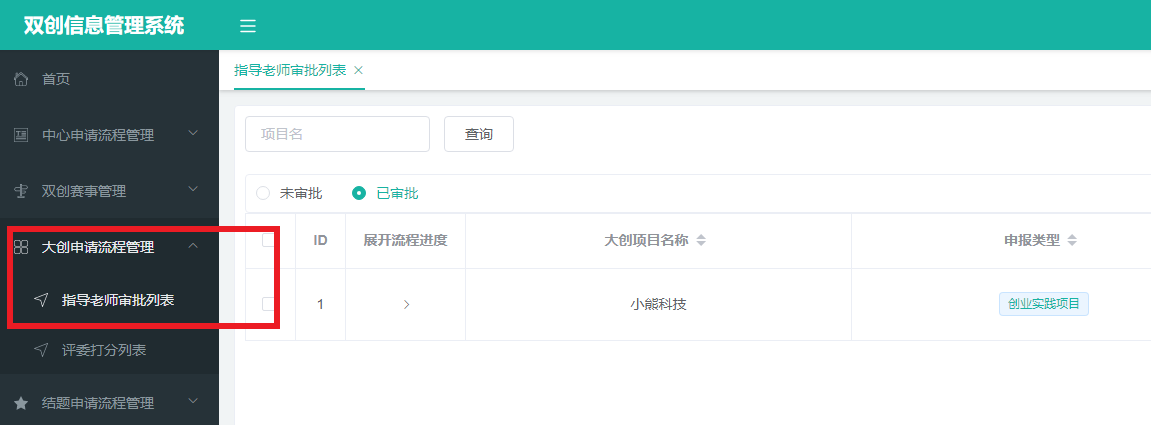 双创信息管理系统
首页
中心申请流程管理
双创赛事管理
大创申请流程管理
指导老师审批列表
评委打分列表
结题申请流程管理
指导老师审批列表
项目名 查询
未审批 已审批
ID 展开流程进度 大创项目名称 申报类型
1 小熊科技 创业实践项目